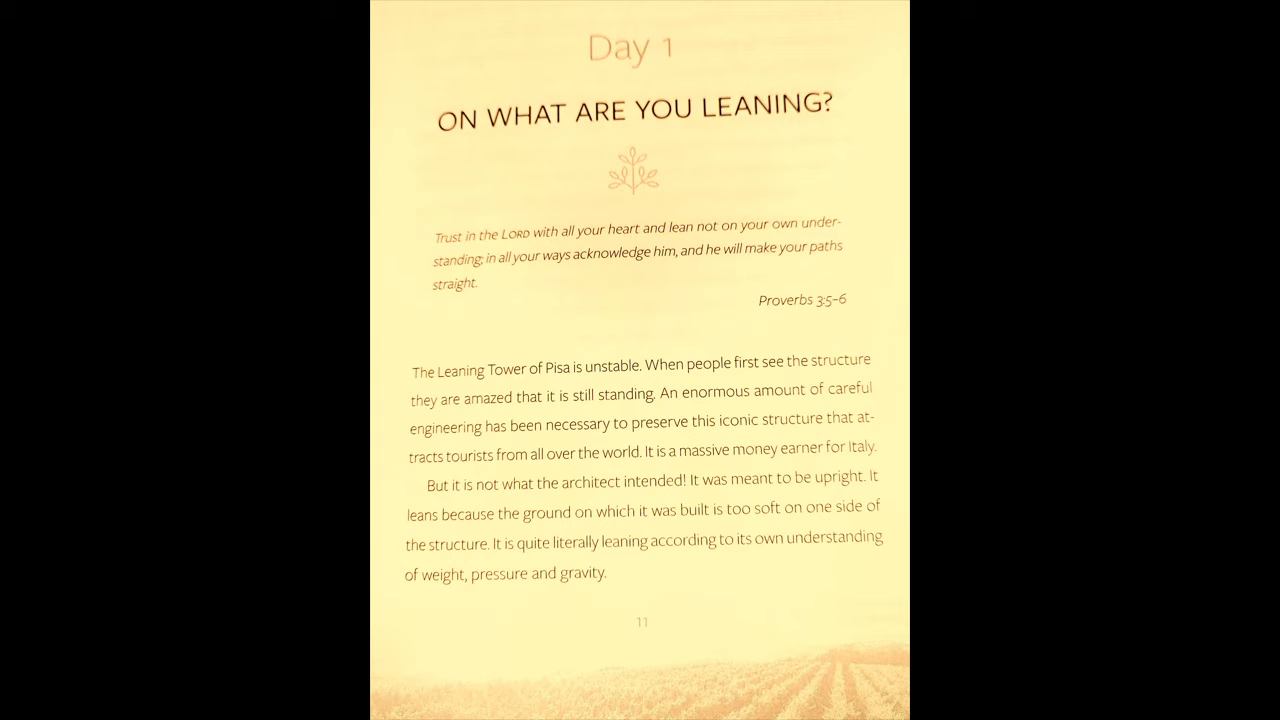 Day 1
ON WHAT ARE YOU LEANING?
Trust in the LORD with all your heart and lean not on your own under-
standing; in all your ways acknowledge him, and he will make your paths
straight.
Proverbs 3:5–6
The Leaning Tower of Pisa is unstable. When people first see the structure
they are amazed that it is still standing. An enormous amount of careful
engineering has been necessary to preserve this iconic structure that at-
tracts tourists from all over the world. It is a massive money earner for Italy.
But it is not what the architect intended! It was meant to be upright. It
leans because the ground on which it was built is too soft on one side of
the structure. It is quite literally leaning according to its own understanding
of weight, pressure and gravity.
11